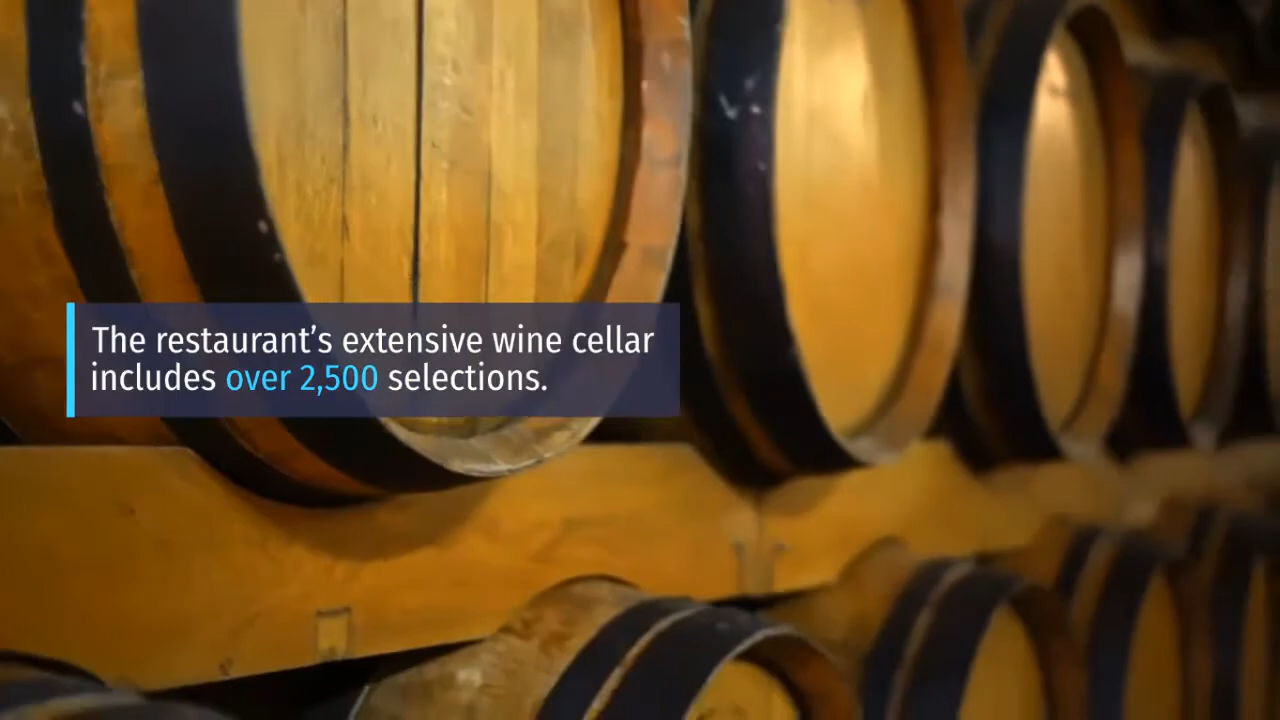 The restaurant’s extensive wine cellar
includes over 2,500 selections.